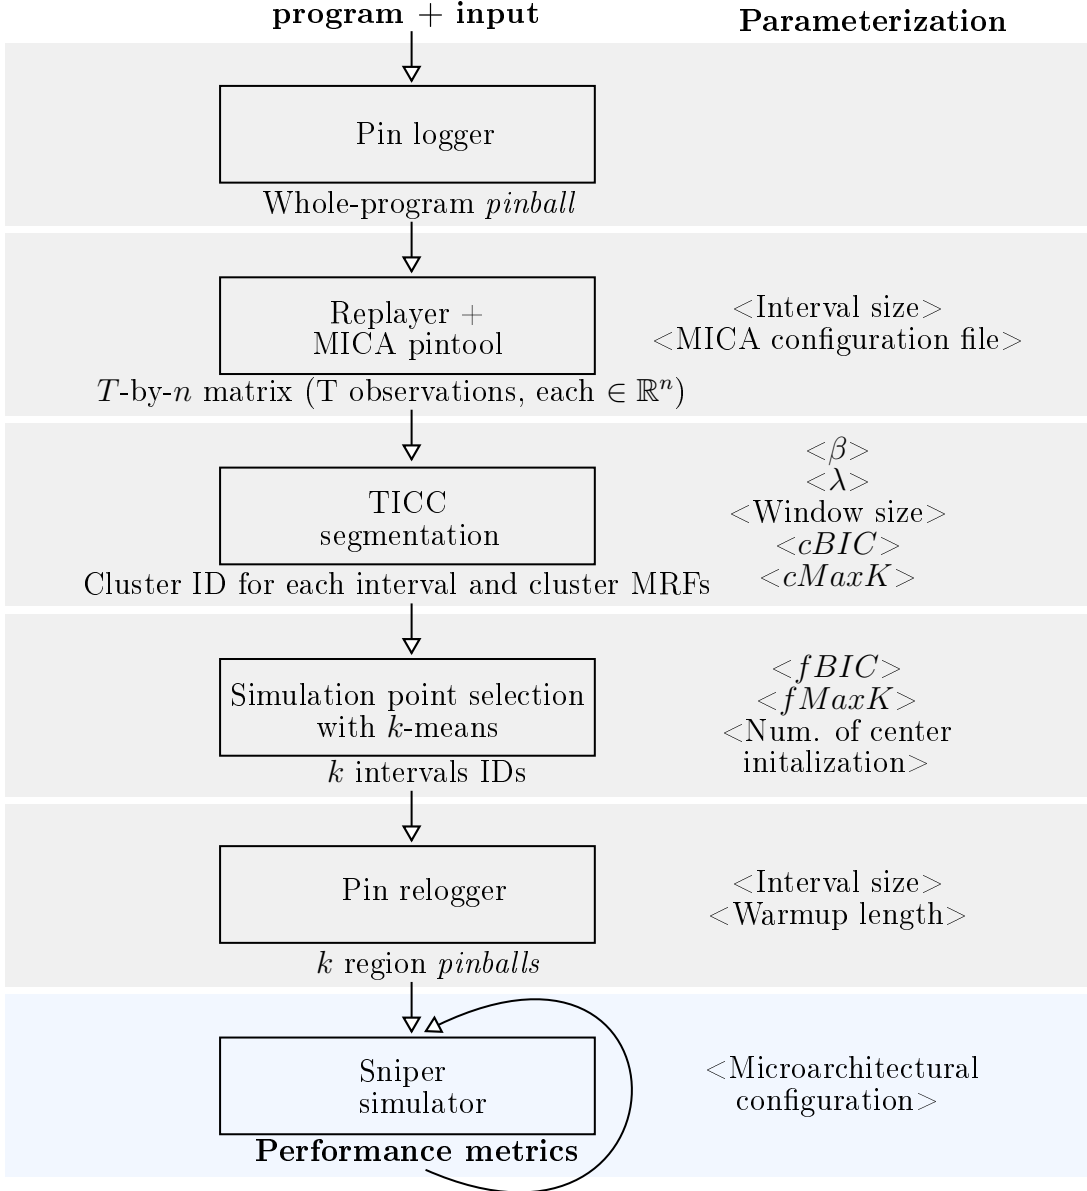 program + input
Parameterization
Pin logger
Whole-program pinball
Replayer +
MICA pintool
<Interval size>
<MICA configuration file>
T-by-n matrix (T observations, each ∈ ℝⁿ)
TICC
segmentation
<β>
<λ>
<Window size>
<cBIC>
<cMaxK>
Cluster ID for each interval and cluster MRFs
Simulation point selection
with k-means
<fBIC>
<fMaxK>
<Num. of center
initalization>
k intervals IDs
Pin relogger
<Interval size>
<Warmup length>
k region pinballs
Sniper
simulator
<Microarchitectural
configuration>
Performance metrics